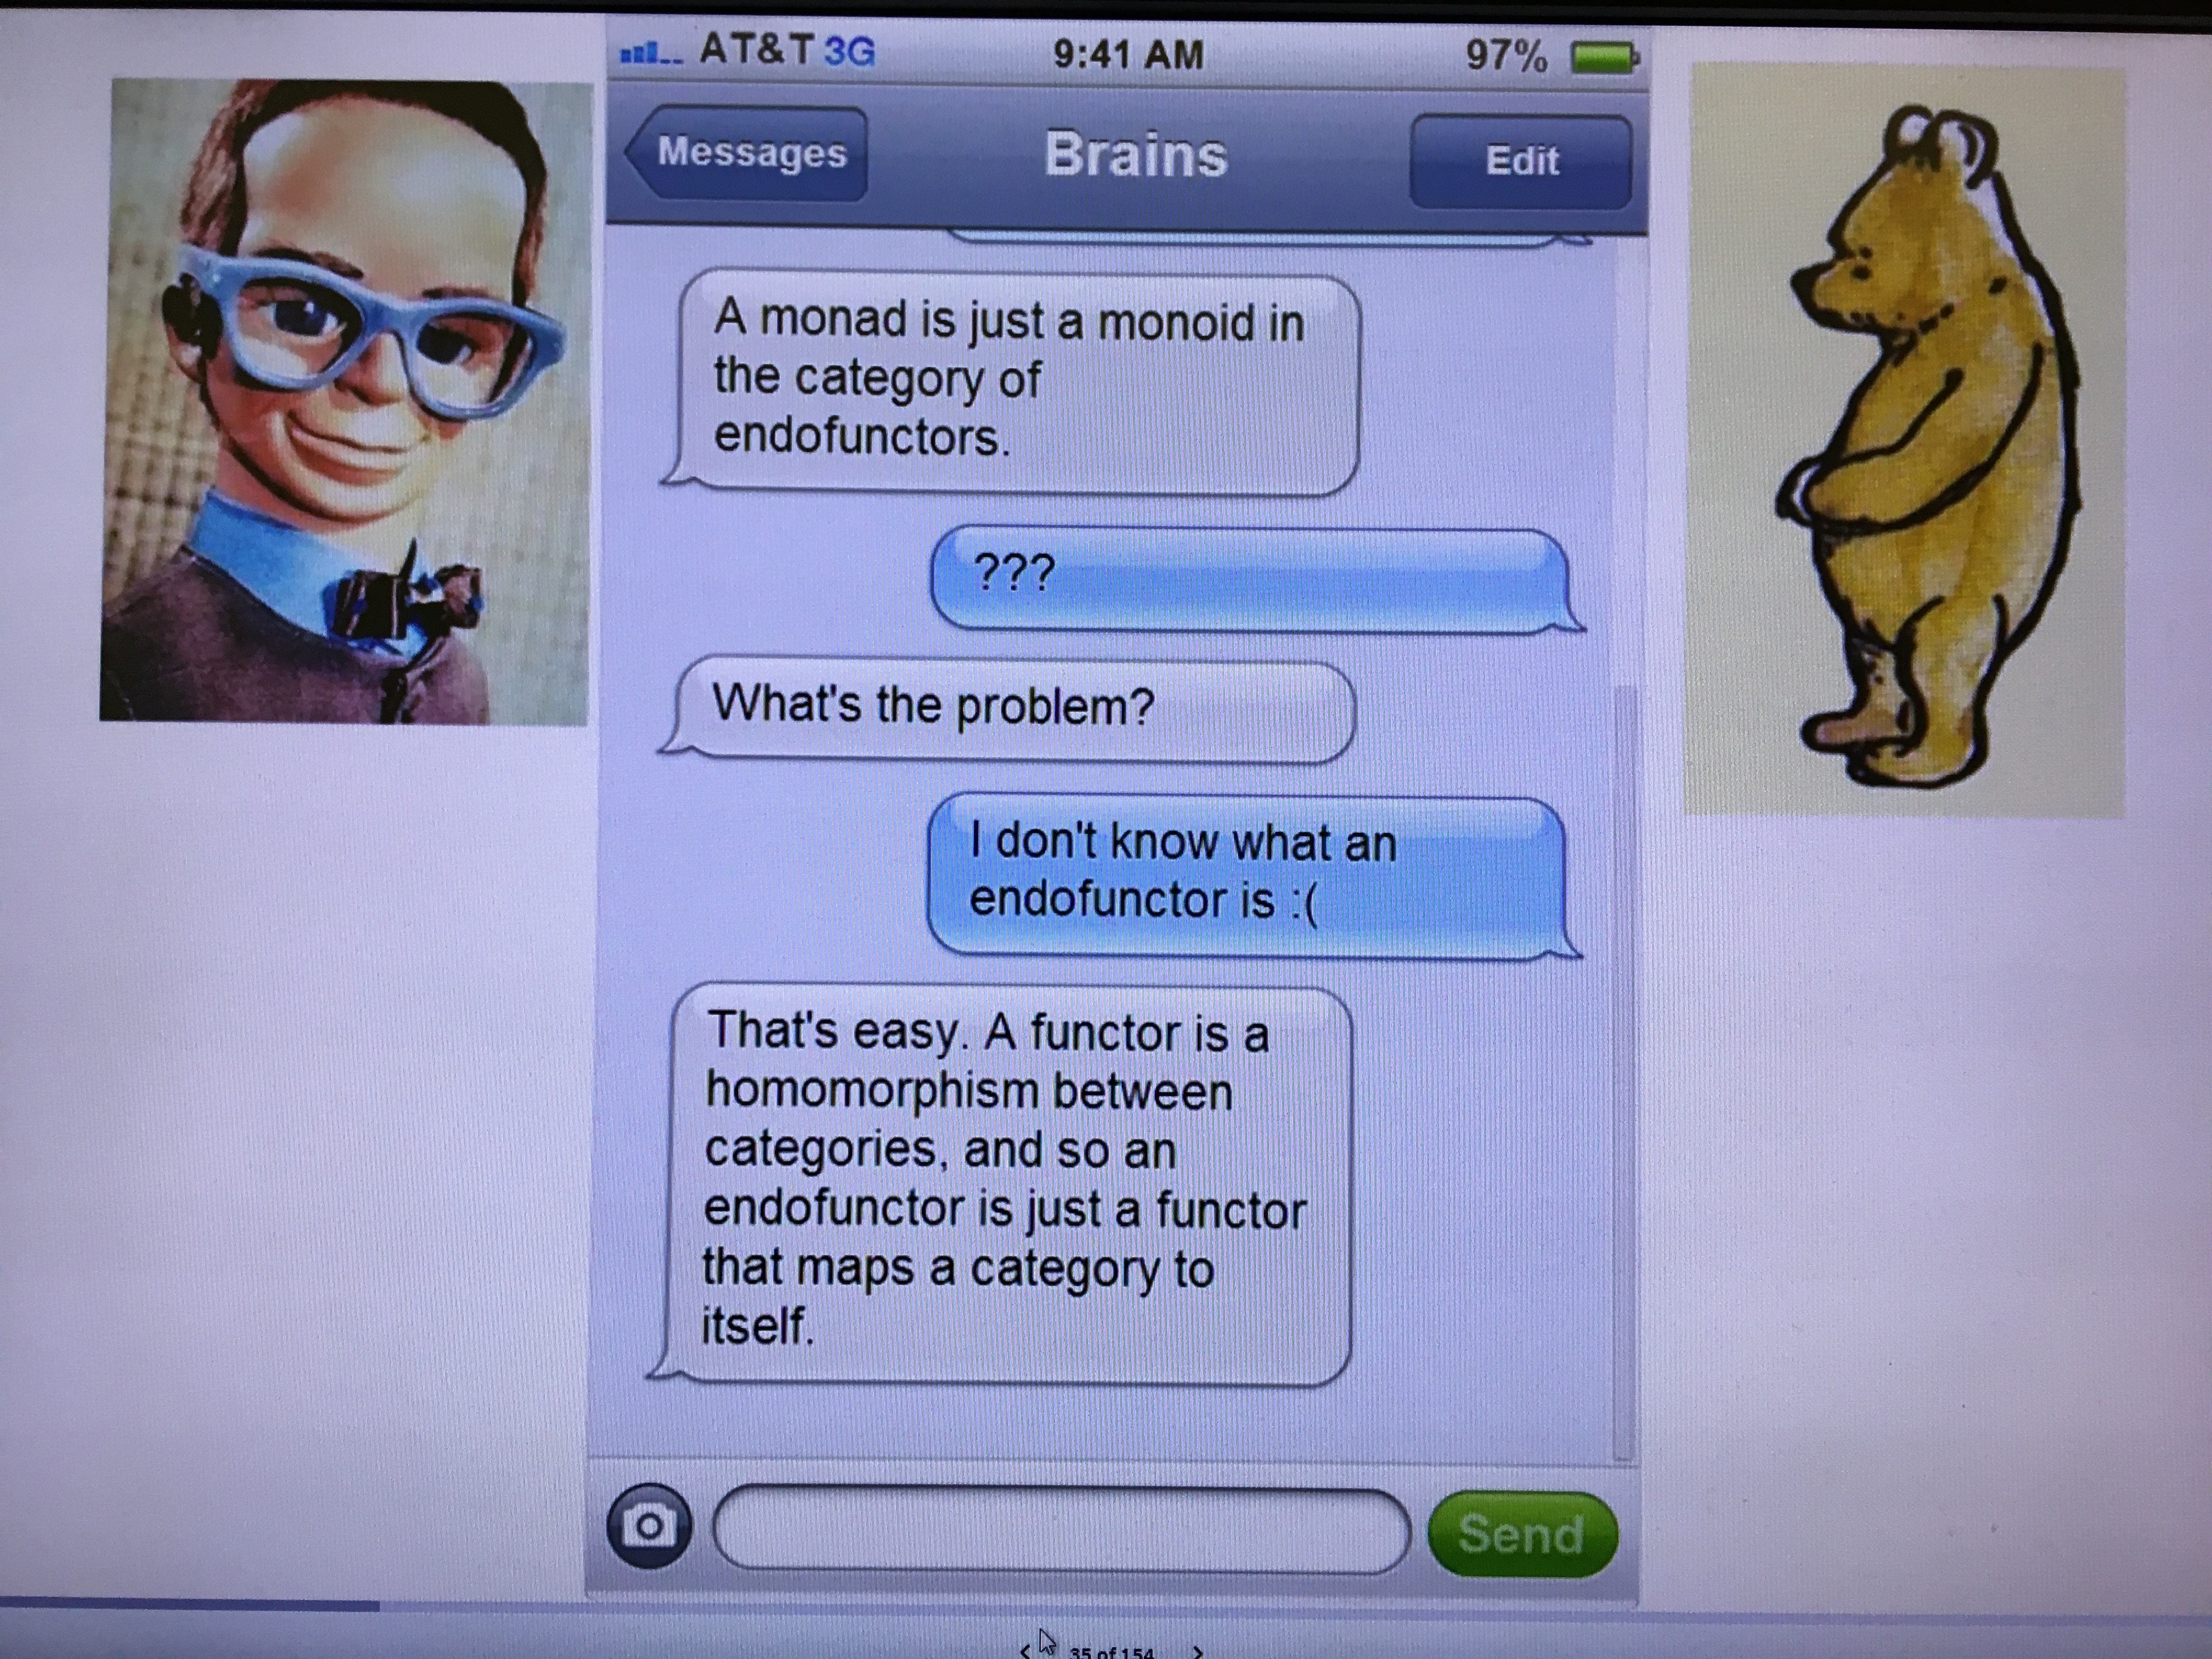 AT&T 3G 9:41 AM 97%
Messages Brains Edit
A monad is just a monoid in
the category of
endofunctors.
???
What's the problem?
I don't know what an
endofunctor is :(
That's easy. A functor is a
homomorphism between
categories, and so an
endofunctor is just a functor
that maps a category to
itself.
Send
35 of 154